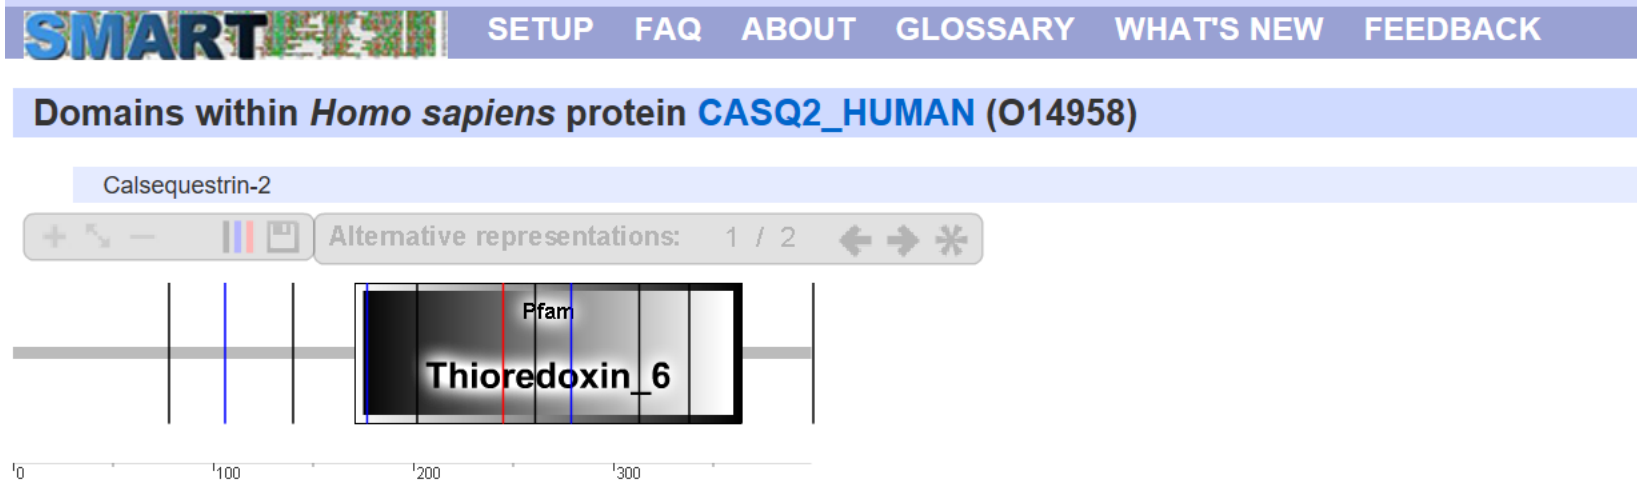 SMART SETUP FAQ ABOUT GLOSSARY WHAT'S NEW FEEDBACK
Domains within Homo sapiens protein CASQ2_HUMAN (O14958)
Calsequestrin-2
Alternative representations: 1 / 2
Pfam
Thioredoxin_6
0 100 200 300